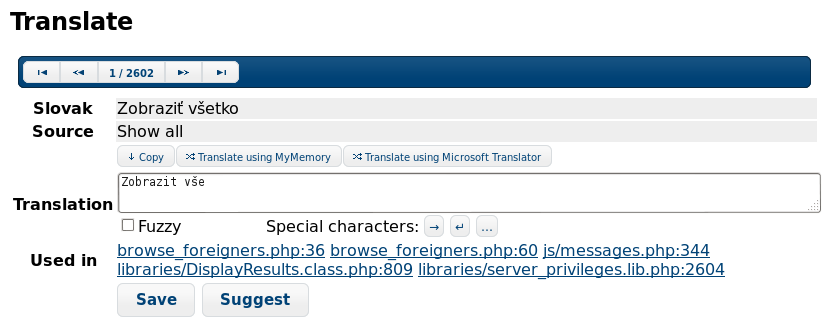 Translate
1 / 2602
Slovak Zobraziť všetko
Source Show all
↓ Copy Translate using MyMemory Translate using Microsoft Translator
Translation Zobrazit vše
Fuzzy Special characters: → ↵ …
Used in browse_foreigners.php:36 browse_foreigners.php:60 js/messages.php:344
libraries/DisplayResults.class.php:809 libraries/server_privileges.lib.php:2604
Save Suggest